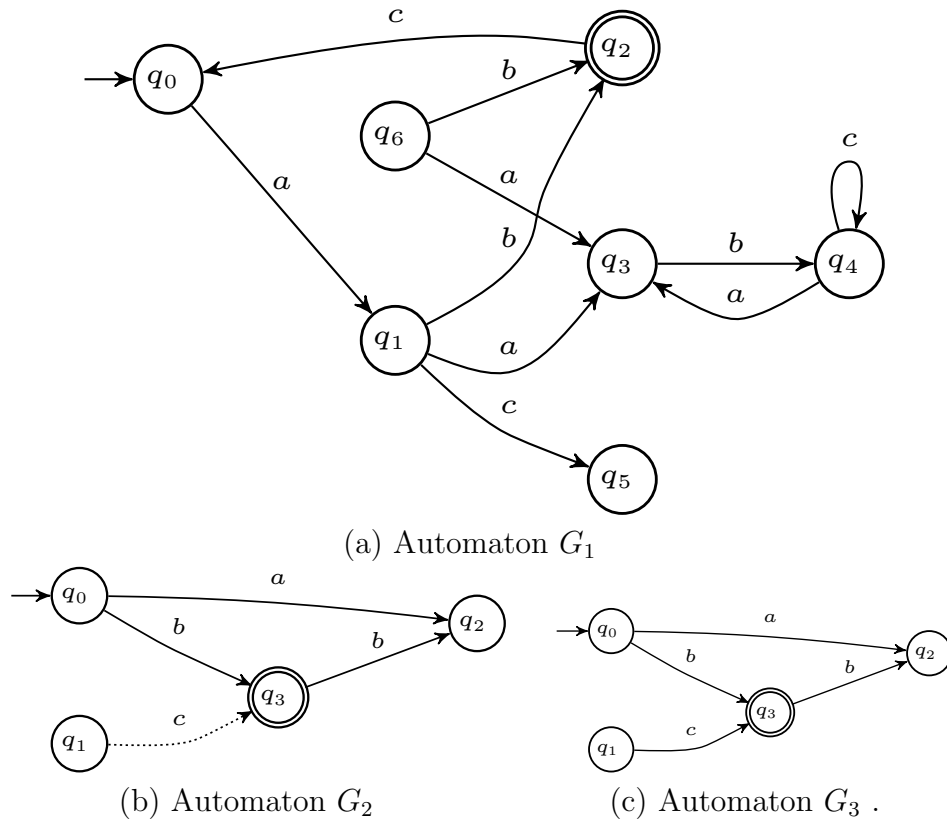 c
q2
q0
b
q6
a
a
c
b
q3
b
q4
a
q1
a
c
q5
(a) Automaton G1
q0
a
q2
b
b
q3
c
q1
(b) Automaton G2
q0
a
q2
b
b
q3
c
q1
(c) Automaton G3 .